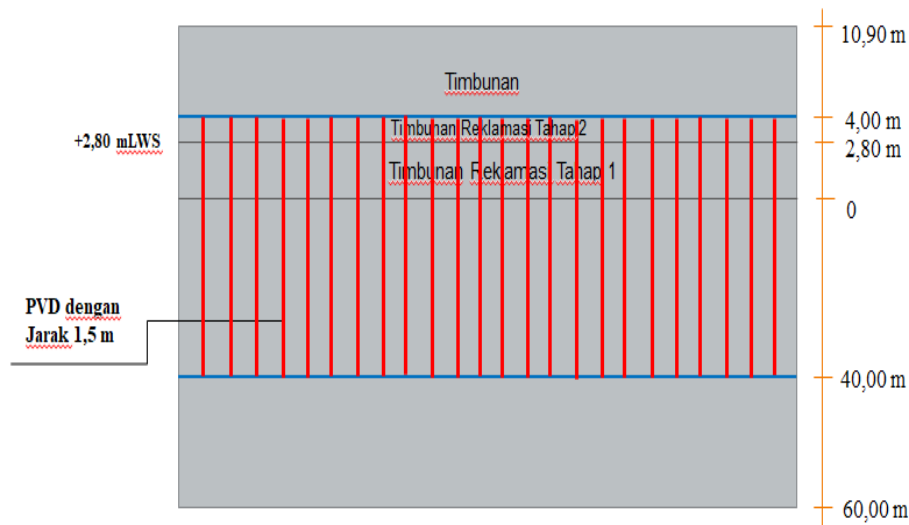 10,90 m
Timbunan
4,00 m
Timbunan Reklamasi Tahap 2
+2,80 mLWS
2,80 m
Timbunan Reklamasi Tahap 1
0
PVD dengan
Jarak 1,5 m
40,00 m
60,00 m